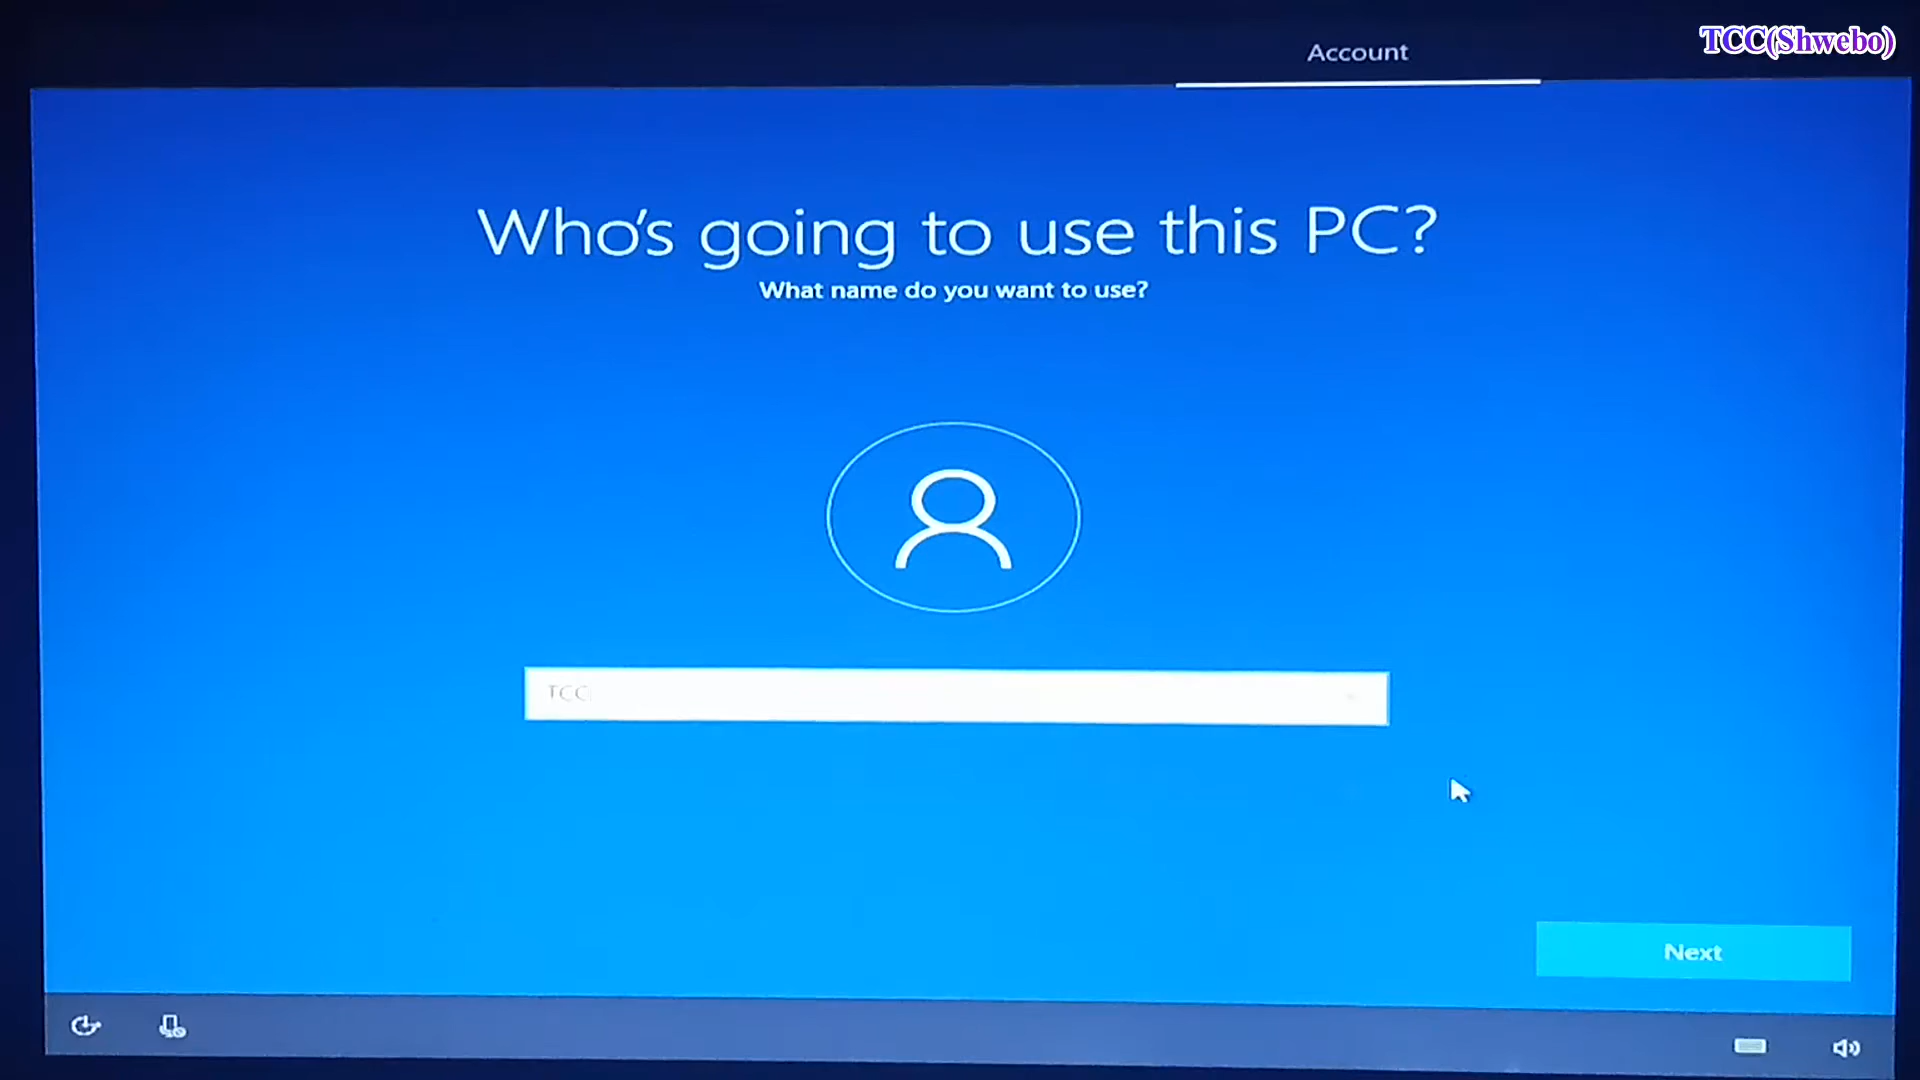 Account
TCC(Shwebo)
Who's going to use this PC?
What name do you want to use?
TCC
Next